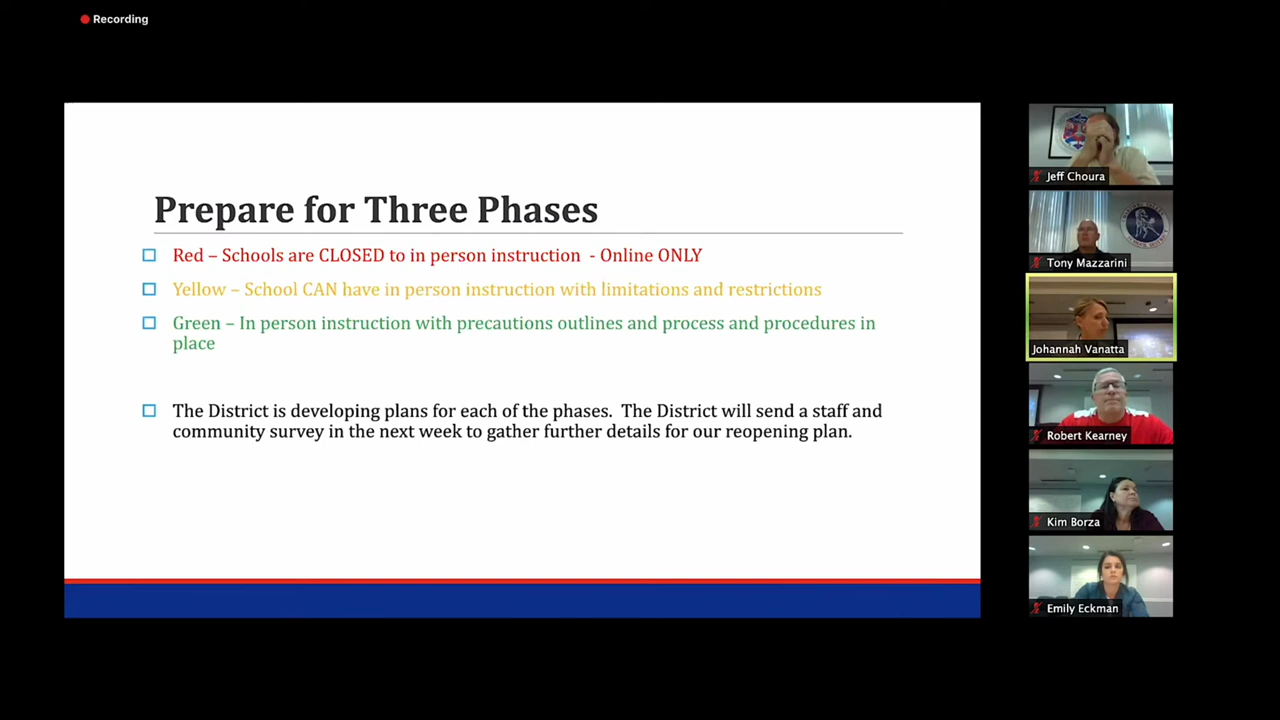 Recording
Prepare for Three Phases
Red – Schools are CLOSED to in person instruction - Online ONLY
Yellow – School CAN have in person instruction with limitations and restrictions
Green – In person instruction with precautions outlines and process and procedures in
place
The District is developing plans for each of the phases. The District will send a staff and
community survey in the next week to gather further details for our reopening plan.
Jeff Choura
Tony Mazzarini
Johannah Vanatta
Robert Kearney
Kim Borza
Emily Eckman